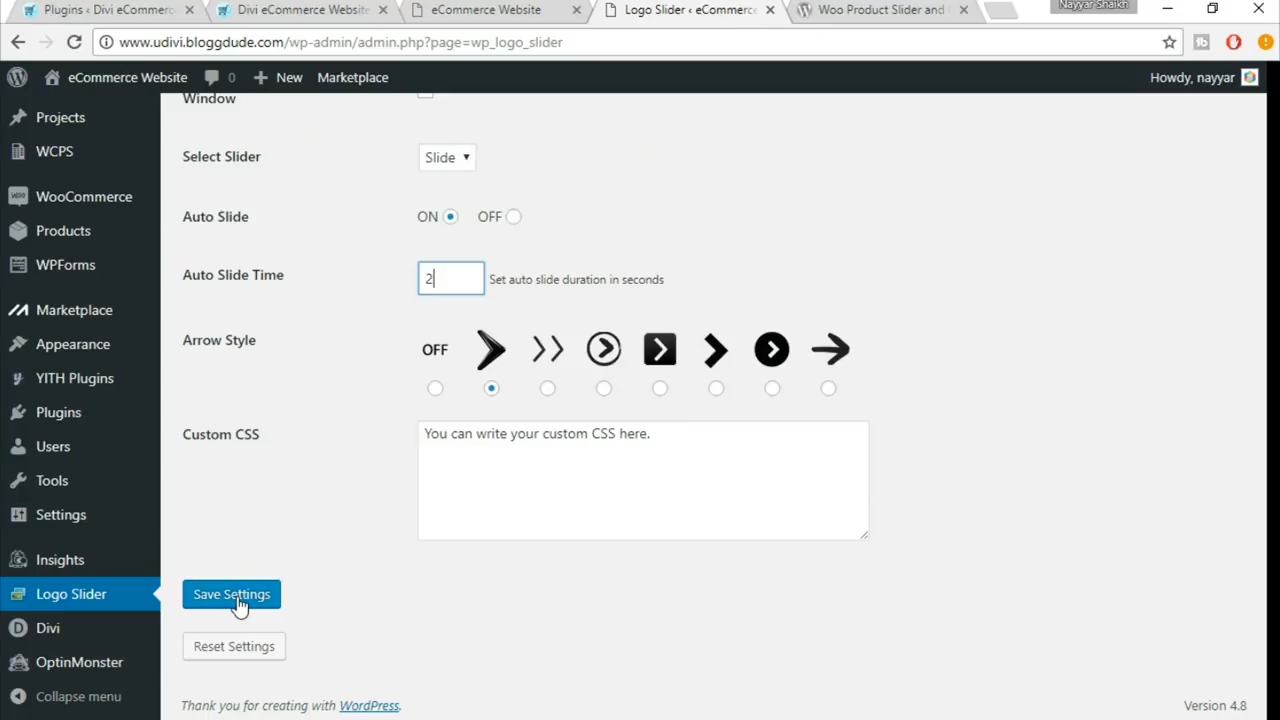 Plugins ‹ Divi eCommerc
Divi eCommerce Website
eCommerce Website
Logo Slider ‹ eCommerce
Woo Product Slider and
Nayyar Shaikh
www.udivi.bloggdude.com/wp-admin/admin.php?page=wp_logo_slider
eCommerce Website
0
New
Marketplace
Howdy, nayyar
Projects
WCPS
WooCommerce
Products
WPForms
Marketplace
Appearance
YITH Plugins
Plugins
Users
Tools
Settings
Insights
Logo Slider
Divi
OptinMonster
Collapse menu
Window
Select Slider
Slide
Auto Slide
ON
OFF
Auto Slide Time
2
Set auto slide duration in seconds
Arrow Style
OFF
Custom CSS
You can write your custom CSS here.
Save Settings
Reset Settings
Thank you for creating with WordPress.
Version 4.8